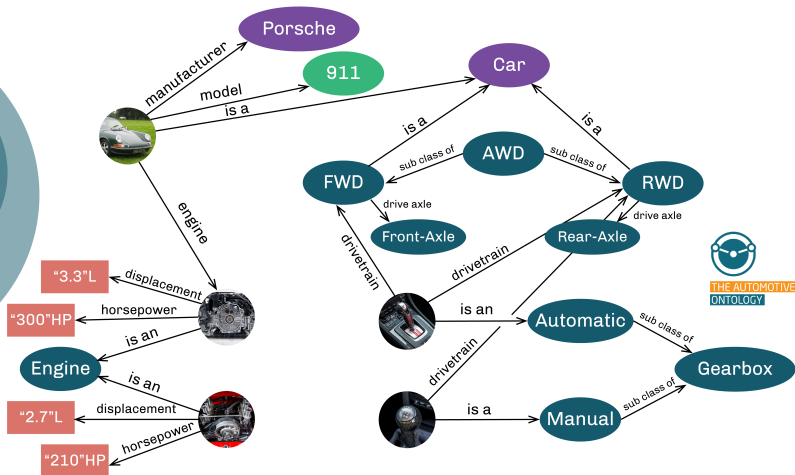 Porsche
manufacturer
911
Car
model
is a
is a
is a
AWD
sub class of
sub class of
FWD
RWD
drive axle
drive axle
engine
Front-Axle
Rear-Axle
drivetrain
drivetrain
THE AUTOMOTIVE
ONTOLOGY
“3.3”L
displacement
“300”HP
horsepower
is an
Automatic
sub class of
is an
Engine
drivetrain
Gearbox
is an
“2.7”L
displacement
is a
Manual
sub class of
horsepower
“210”HP